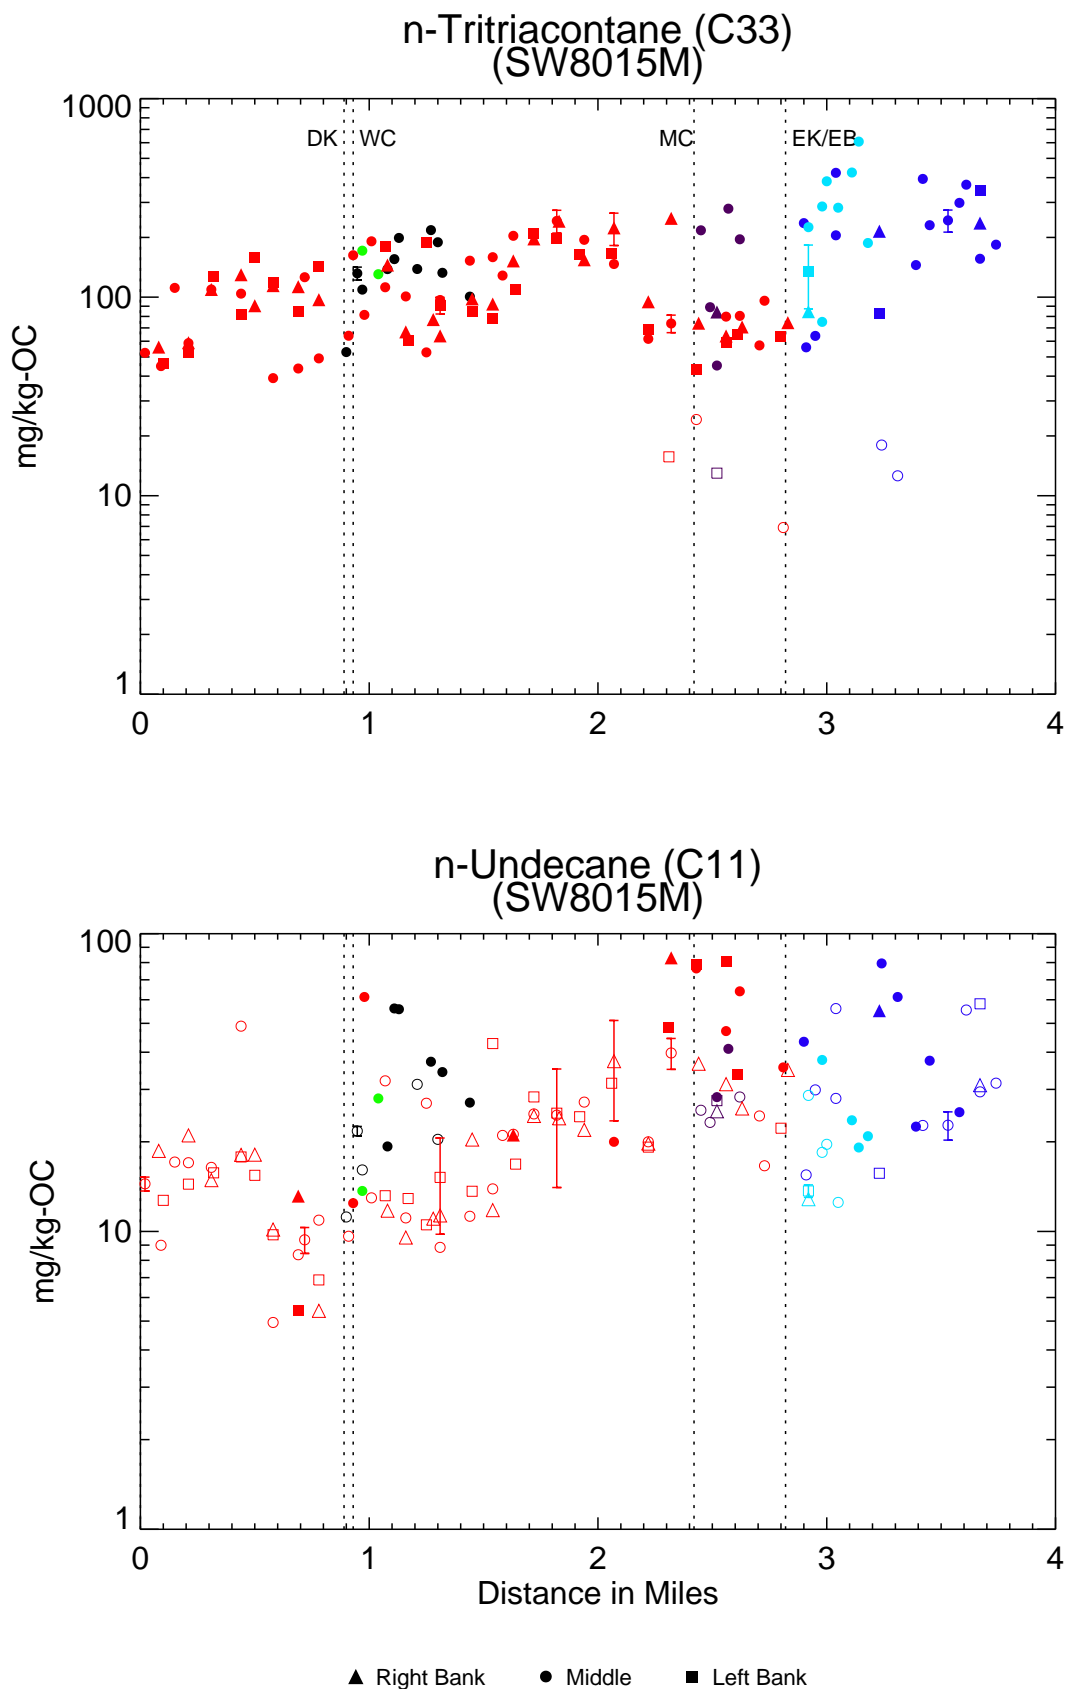 n-Tritriacontane (C33)
(SW8015M)
1000
DK
WC
MC
EK/EB
100
mg/kg-OC
10
1
0
1
2
3
4
n-Undecane (C11)
(SW8015M)
100
10
mg/kg-OC
1
0
1
2
3
4
Distance in Miles
Right Bank
Middle
Left Bank